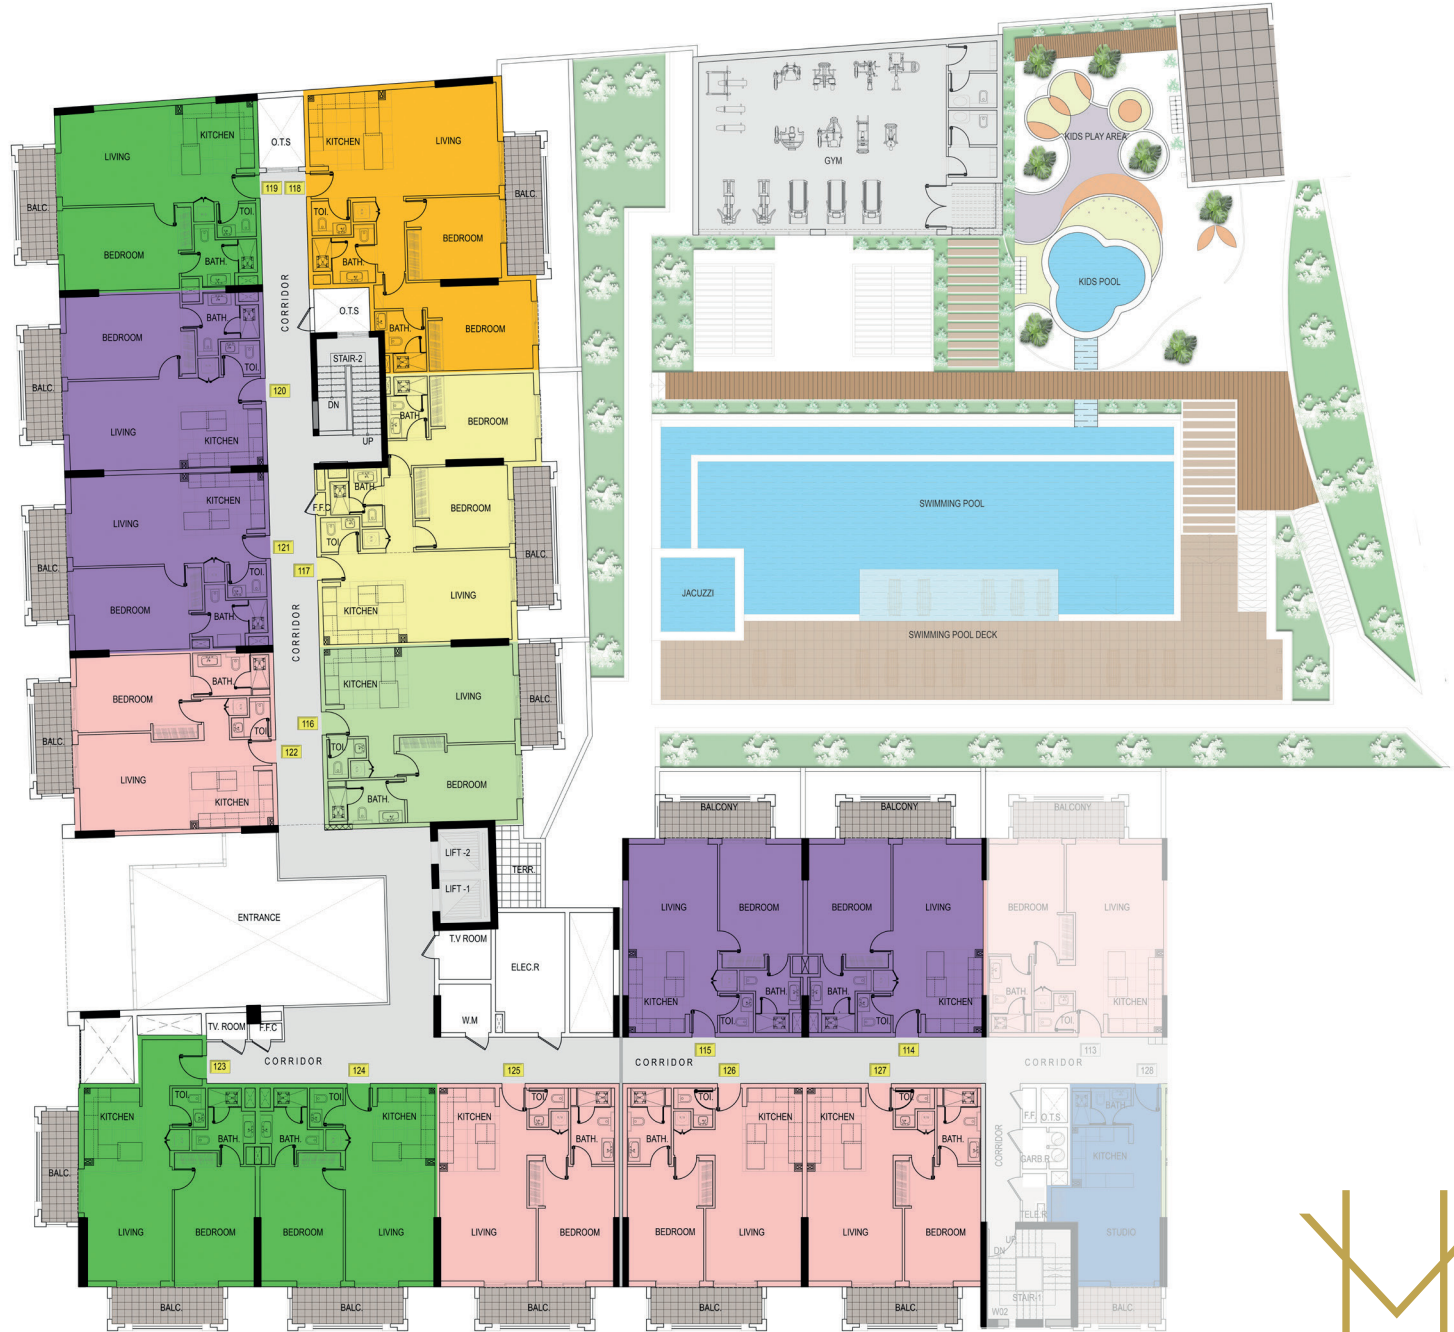 KITCHEN
O.T.S
KITCHEN
LIVING
LIVING
BALC.
119
118
TOI.
TOI.
BALC.
BEDROOM
BATH.
BATH.
BEDROOM
CORRIDOR
O.T.S
BATH.
BEDROOM
BEDROOM
BATH.
TOI.
STAIR-2
DN
UP
BALC.
120
LIVING
KITCHEN
BATH
BEDROOM
KITCHEN
LIVING
BATH.
F.F.C
BEDROOM
TOI.
121
117
BALC.
TOI.
BEDROOM
BATH.
BALC.
LIVING
KITCHEN
CORRIDOR
BATH.
BEDROOM
TOI.
KITCHEN
LIVING
BALC.
BALC.
116
122
TOI.
LIVING
KITCHEN
BATH.
BEDROOM
GYM
KIDS PLAY AREA
KIDS POOL
SWIMMING POOL
JACUZZI
SWIMMING POOL DECK
LIFT -2
LIFT -1
TERR.
ENTRANCE
T.V ROOM
ELEC.R
W.M
TV. ROOM
F.F.C
BALCONY
BALCONY
BALCONY
LIVING
BEDROOM
BEDROOM
LIVING
BEDROOM
LIVING
KITCHEN
BATH.
TOI.
BATH.
TOI.
KITCHEN
BATH.
TOI.
KITCHEN
CORRIDOR
CORRIDOR
CORRIDOR
115
114
113
123
124
125
126
127
128
KITCHEN
TOI.
BATH.
BATH.
TOI.
KITCHEN
KITCHEN
TOI.
BATH.
BATH.
TOI.
KITCHEN
KITCHEN
TOI.
BATH.
F.F.
O.T.S
BATH.
CORRIDOR
GARB.R.
KITCHEN
TELE.R
BALC.
LIVING
BEDROOM
BEDROOM
LIVING
LIVING
BEDROOM
BEDROOM
LIVING
LIVING
BEDROOM
UP
DN
STUDIO
STAIR-1
W02
BALC.
BALC.
BALC.
BALC.
BALC.
BALC.